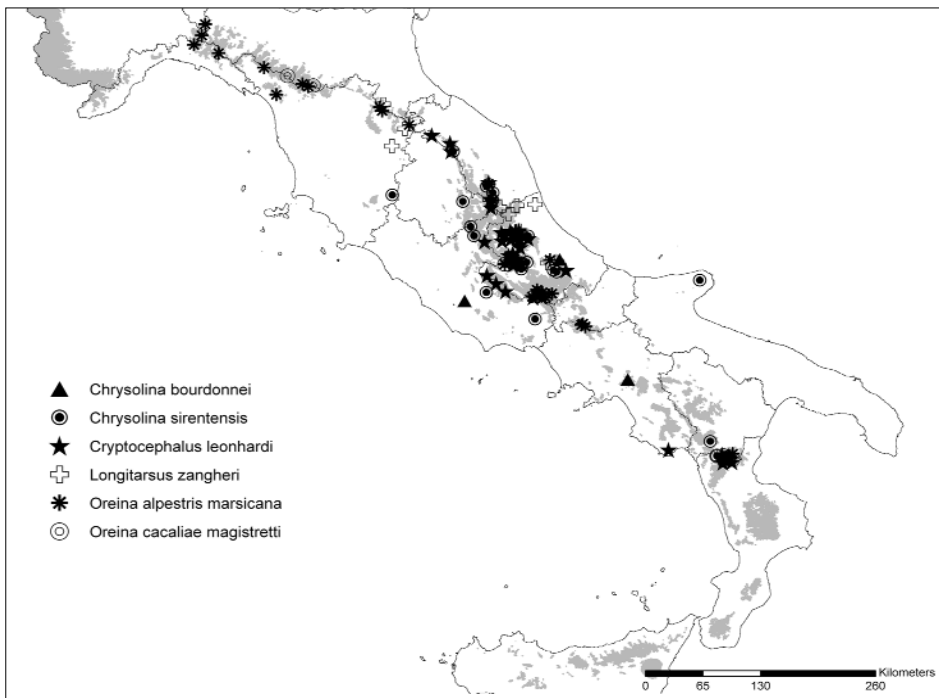 Chrysolina bourdonnei
Chrysolina sirentensis
Cryptocephalus leonhardi
Longitarsus zangheri
Oreina alpestris marsicana
Oreina cacaliae magistretti
Kilometers
0 65 130 260